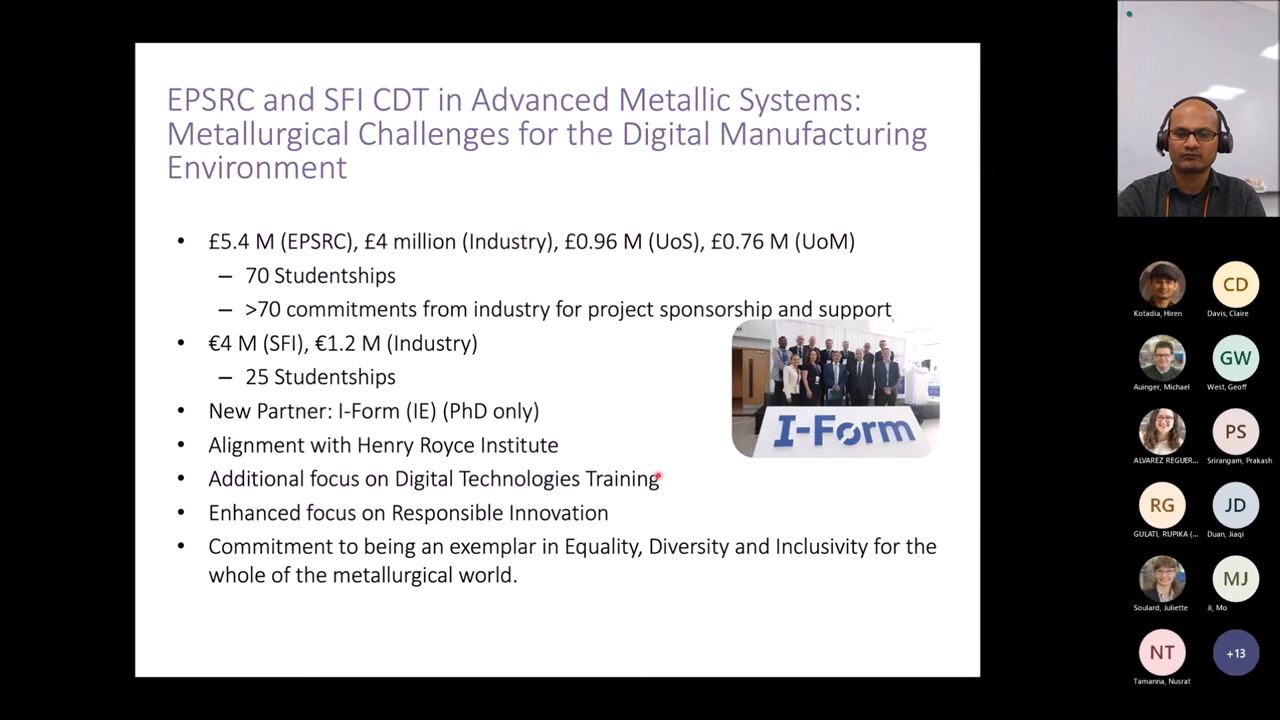 EPSRC and SFI CDT in Advanced Metallic Systems:
Metallurgical Challenges for the Digital Manufacturing
Environment
• £5.4 M (EPSRC), £4 million (Industry), £0.96 M (UoS), £0.76 M (UoM)
– 70 Studentships
– >70 commitments from industry for project sponsorship and support
• €4 M (SFI), €1.2 M (Industry)
– 25 Studentships
• New Partner: I-Form (IE) (PhD only)
• Alignment with Henry Royce Institute
• Additional focus on Digital Technologies Training
• Enhanced focus on Responsible Innovation
• Commitment to being an exemplar in Equality, Diversity and Inclusivity for the
whole of the metallurgical world.
I-Form
CD
Kotadia, Hiren
Davis, Claire
GW
Auinger, Michael
West, Geoff
PS
ALVAREZ REGUER...
Srirangam, Prakash
RG
JD
GULATI, RUPIKA (...
Duan, Jiaqi
MJ
Soulard, Juliette
Ji, Mo
NT
+13
Tamanna, Nusrat